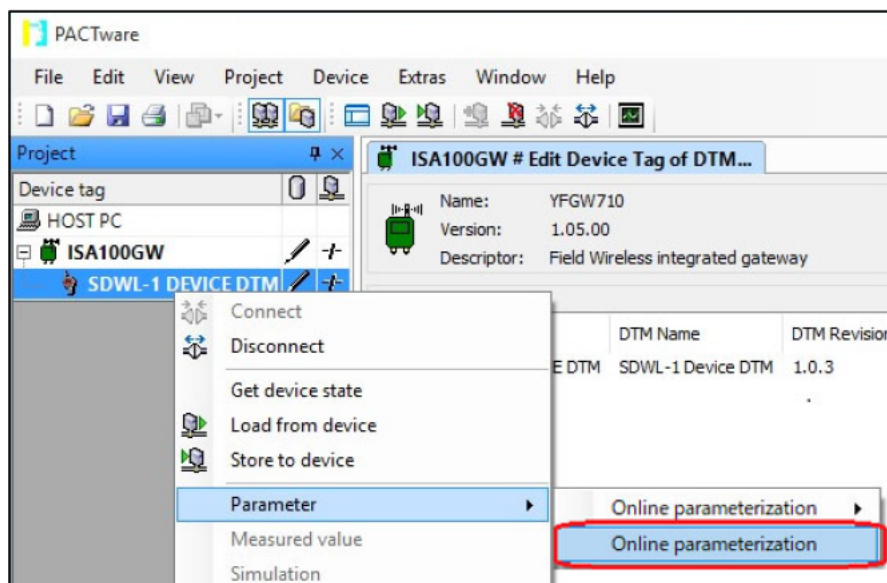 PACTware
File Edit View Project Device Extras Window Help
Project
Device tag
HOST PC
ISA100GW
SDWL-1 DEVICE DTM
ISA100GW # Edit Device Tag of DTM...
Name: YFGW710
Version: 1.05.00
Descriptor: Field Wireless integrated gateway
DTM Name DTM Revision
E DTM SDWL-1 Device DTM 1.0.3
Connect
Disconnect
Get device state
Load from device
Store to device
Parameter
Measured value
Simulation
Online parameterization
Online parameterization